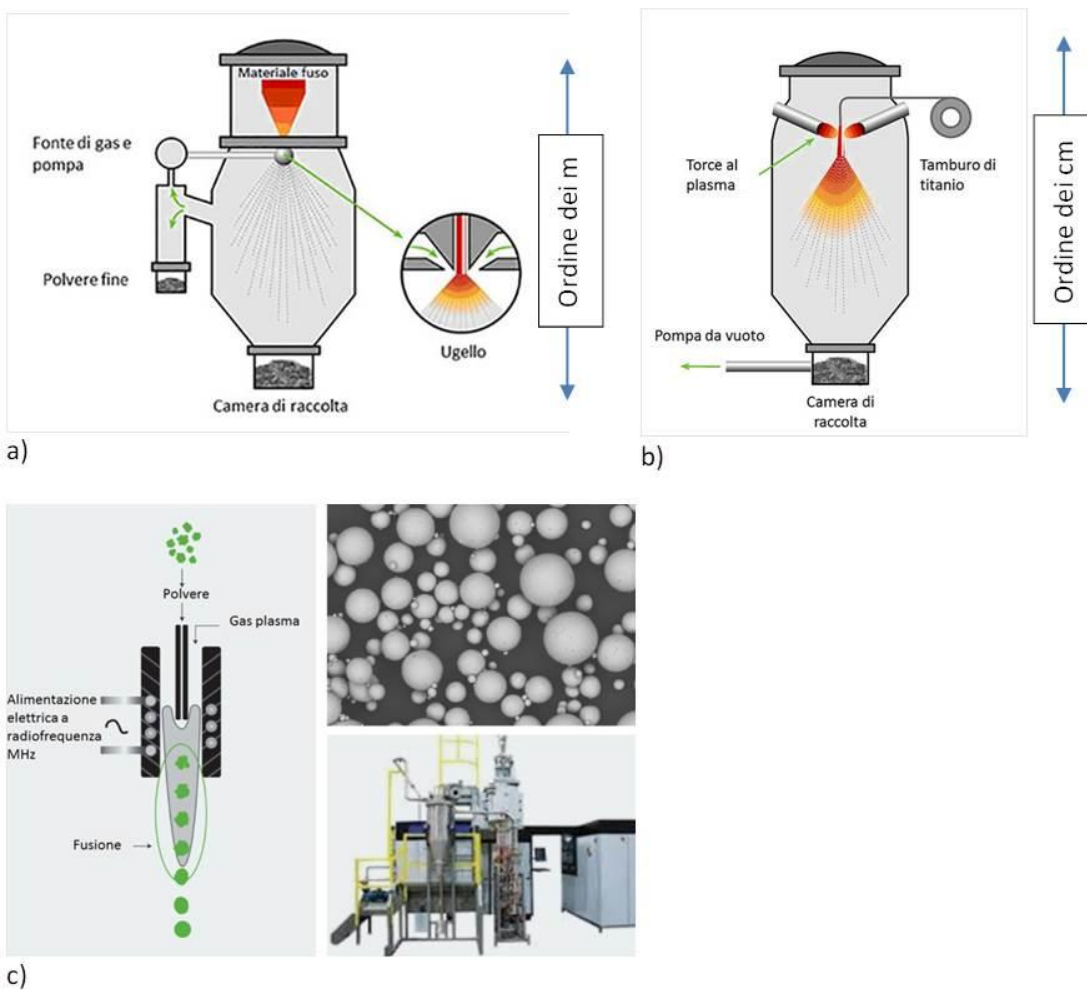 Materiale fuso
Fonte di gas e
pompa
Polvere fine
Ugello
Camera di raccolta
Ordine dei m
a)
Torce al
plasma
Tamburo di
titanio
Pompa da vuoto
Camera di
raccolta
Ordine dei cm
b)
Polvere
Gas plasma
Alimentazione
elettrica a
radiofrequenza
MHz
Fusione
c)